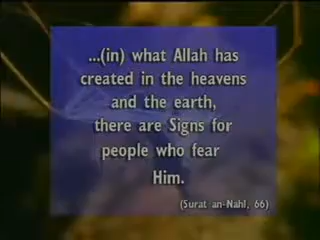 ...(in) what Allah has
created in the heavens
and the earth,
there are Signs for
people who fear
Him.
(Surat an-Nahl, 66)